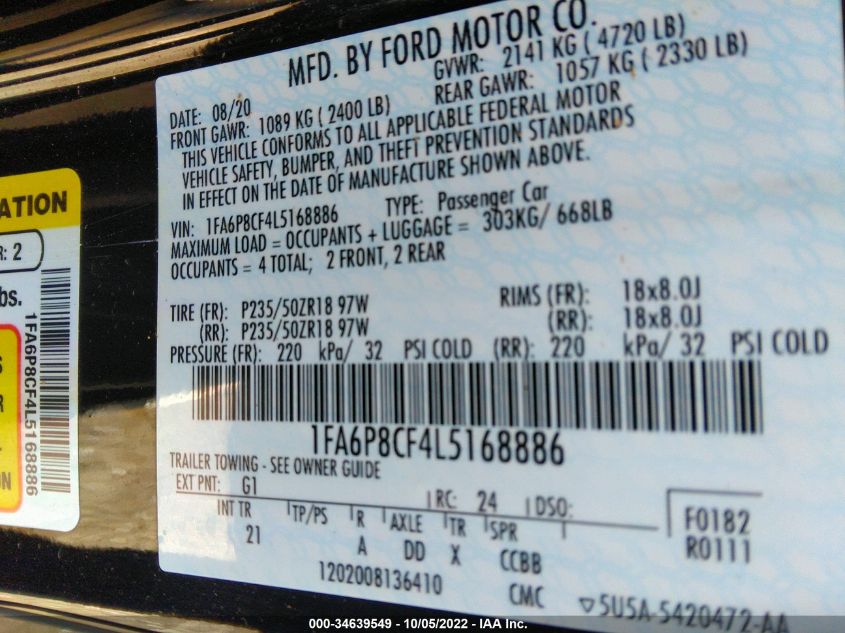 MFD. BY FORD MOTOR CO.
DATE: 08/20
GVWR: 2141 KG ( 4720 LB)
FRONT GAWR: 1089 KG ( 2400 LB)
REAR GAWR: 1057 KG ( 2330 LB)
THIS VEHICLE CONFORMS TO ALL APPLICABLE FEDERAL MOTOR
VEHICLE SAFETY, BUMPER, AND THEFT PREVENTION STANDARDS
IN EFFECT ON THE DATE OF MANUFACTURE SHOWN ABOVE.
VIN: 1FA6P8CF4L5168886 TYPE: Passenger Car
MAXIMUM LOAD = OCCUPANTS + LUGGAGE = 303KG/ 668LB
OCCUPANTS = 4 TOTAL; 2 FRONT, 2 REAR
TIRE (FR): P235/50ZR18 97W RIMS (FR): 18x8.0J
(RR): P235/50ZR18 97W (RR): 18x8.0J
PRESSURE (FR): 220 kPa/ 32 PSI COLD (RR): 220 kPa/ 32 PSI COLD
1FA6P8CF4L5168886
TRAILER TOWING - SEE OWNER GUIDE
EXT PNT: G1 RC: 24 DSO:
INT TR TP/PS R AXLE TR SPR
21 A DD X CCBB
F0182
R0111
1202008136410 CMC
5U5A-5420472-AA
ATION
R: 2
bs.
1FA6P8CF4L5168886
S
R
ON
000-34639549 - 10/05/2022 - IAA Inc.